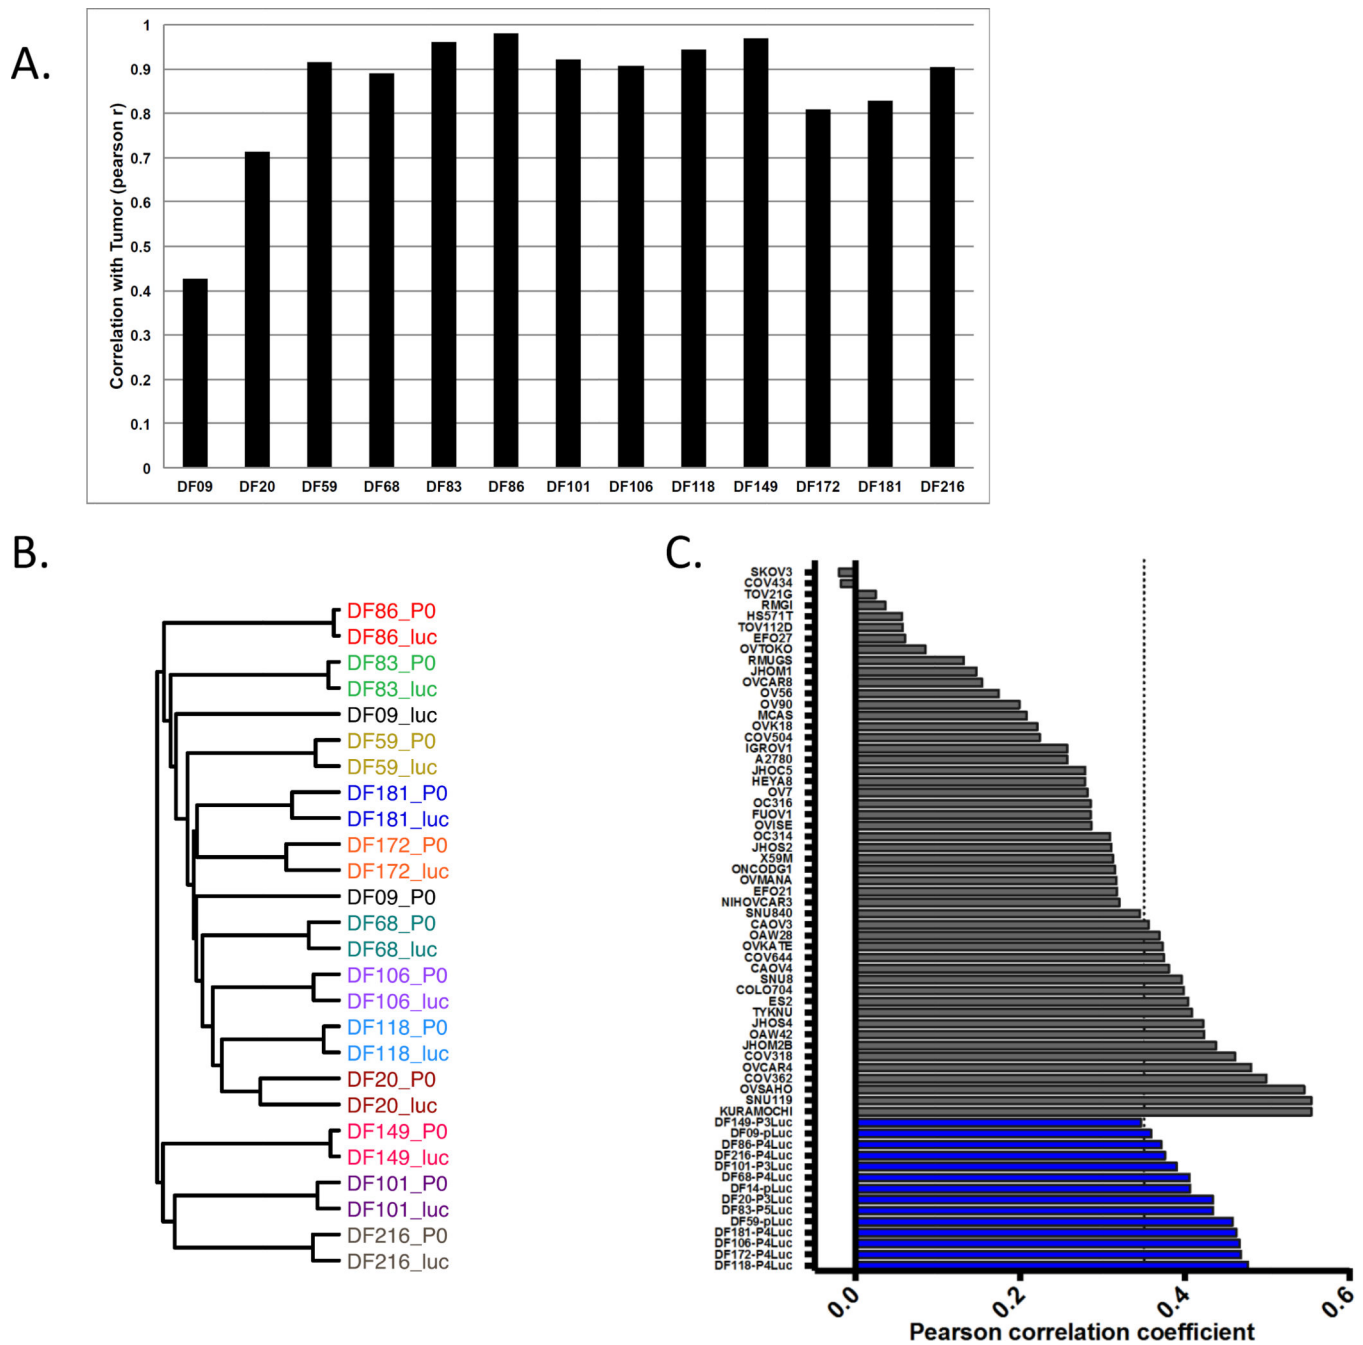 A.
Correlation with Tumor (pearson r)
1
0.9
0.8
0.7
0.6
0.5
0.4
0.3
0.2
0.1
0
DF09 DF20 DF59 DF68 DF83 DF86 DF101 DF106 DF118 DF149 DF172 DF181 DF216
B.
DF86_P0
DF86_luc
DF83_P0
DF83_luc
DF09_luc
DF59_P0
DF59_luc
DF181_P0
DF181_luc
DF172_P0
DF172_luc
DF09_P0
DF68_P0
DF68_luc
DF106_P0
DF106_luc
DF118_P0
DF118_luc
DF20_P0
DF20_luc
DF149_P0
DF149_luc
DF101_P0
DF101_luc
DF216_P0
DF216_luc
C.
SKOV3
COV434
TOV21G
RMGI
HS571T
TOV112D
EFO27
OVTOKO
RMUGS
JHOM1
OVCAR8
OV56
OV90
MCAS
OVK18
COV504
IGROV1
A2780
JHOC5
HEYA8
OV7
OC316
FUOV1
OVISE
OC314
JHOS2
X59M
ONCODG1
OVMANA
EFO21
NIHOVCAR3
SNU840
CAOV3
OAW28
OVKATE
COV644
CAOV4
SNU8
COLO704
ES2
TYKNU
JHOS4
OAW42
JHOM2B
COV318
OVCAR4
COV362
OVSAHO
SNU119
KURAMOCHI
DF149-P3Luc
DF09-pLuc
DF86-P4Luc
DF216-P4Luc
DF101-P3Luc
DF68-P4Luc
DF14-pLuc
DF20-P3Luc
DF83-P5Luc
DF59-pLuc
DF181-P4Luc
DF106-P4Luc
DF172-P4Luc
DF118-P4Luc
0.0 0.2 0.4 0.6
Pearson correlation coefficient